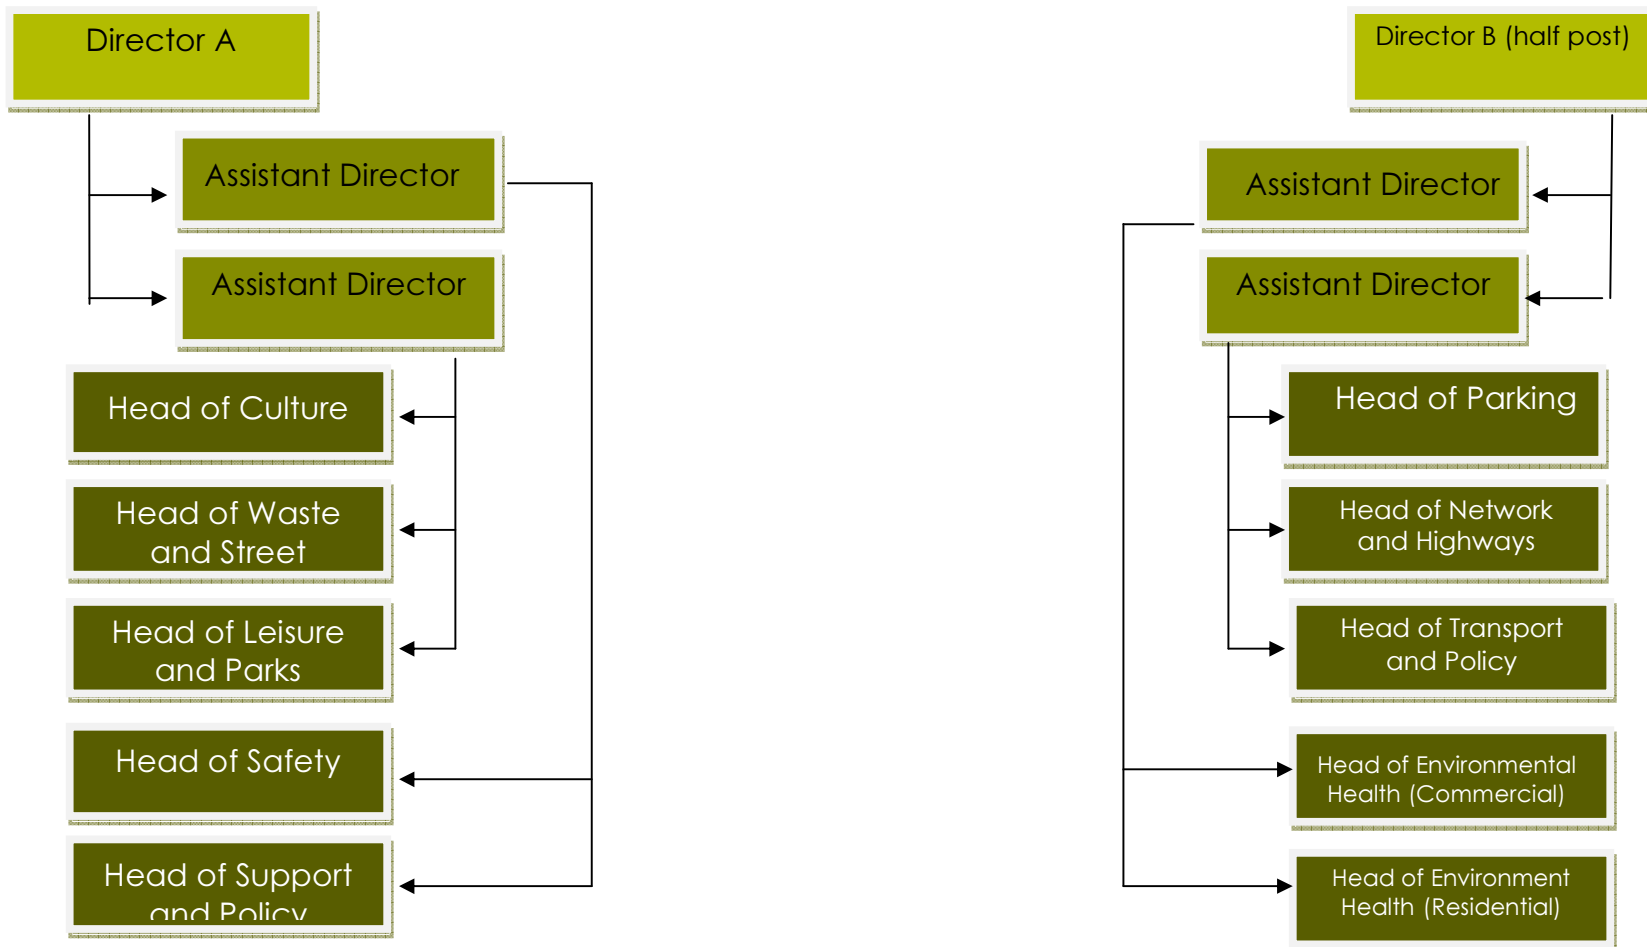 Director A
Director B (half post)
Assistant Director
Assistant Director
Assistant Director
Assistant Director
Head of Culture
Head of Waste
and Street
Head of Leisure
and Parks
Head of Safety
Head of Support
and Policy
Head of Parking
Head of Network
and Highways
Head of Transport
and Policy
Head of Environmental
Health (Commercial)
Head of Environment
Health (Residential)